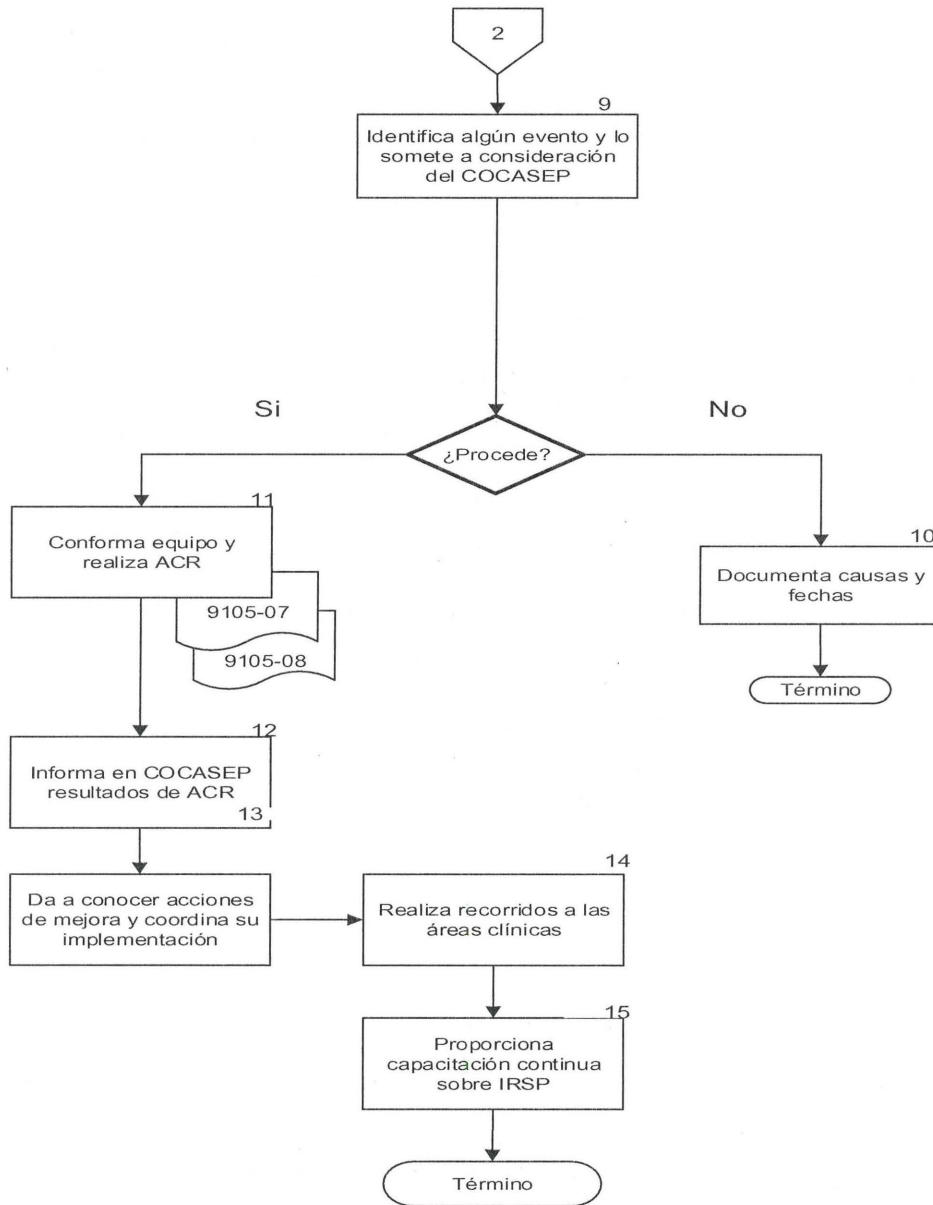 2
9
Identifica algún evento y lo
somete a consideración
del COCASEP
Si
No
¿Procede?
11
Conforma equipo y
realiza ACR
9105-07
9105-08
10
Documenta causas y
fechas
Término
12
Informa en COCASEP
resultados de ACR
13
Da a conocer acciones
de mejora y coordina su
implementación
14
Realiza recorridos a las
áreas clínicas
15
Proporciona
capacitación continua
sobre IRSP
Término